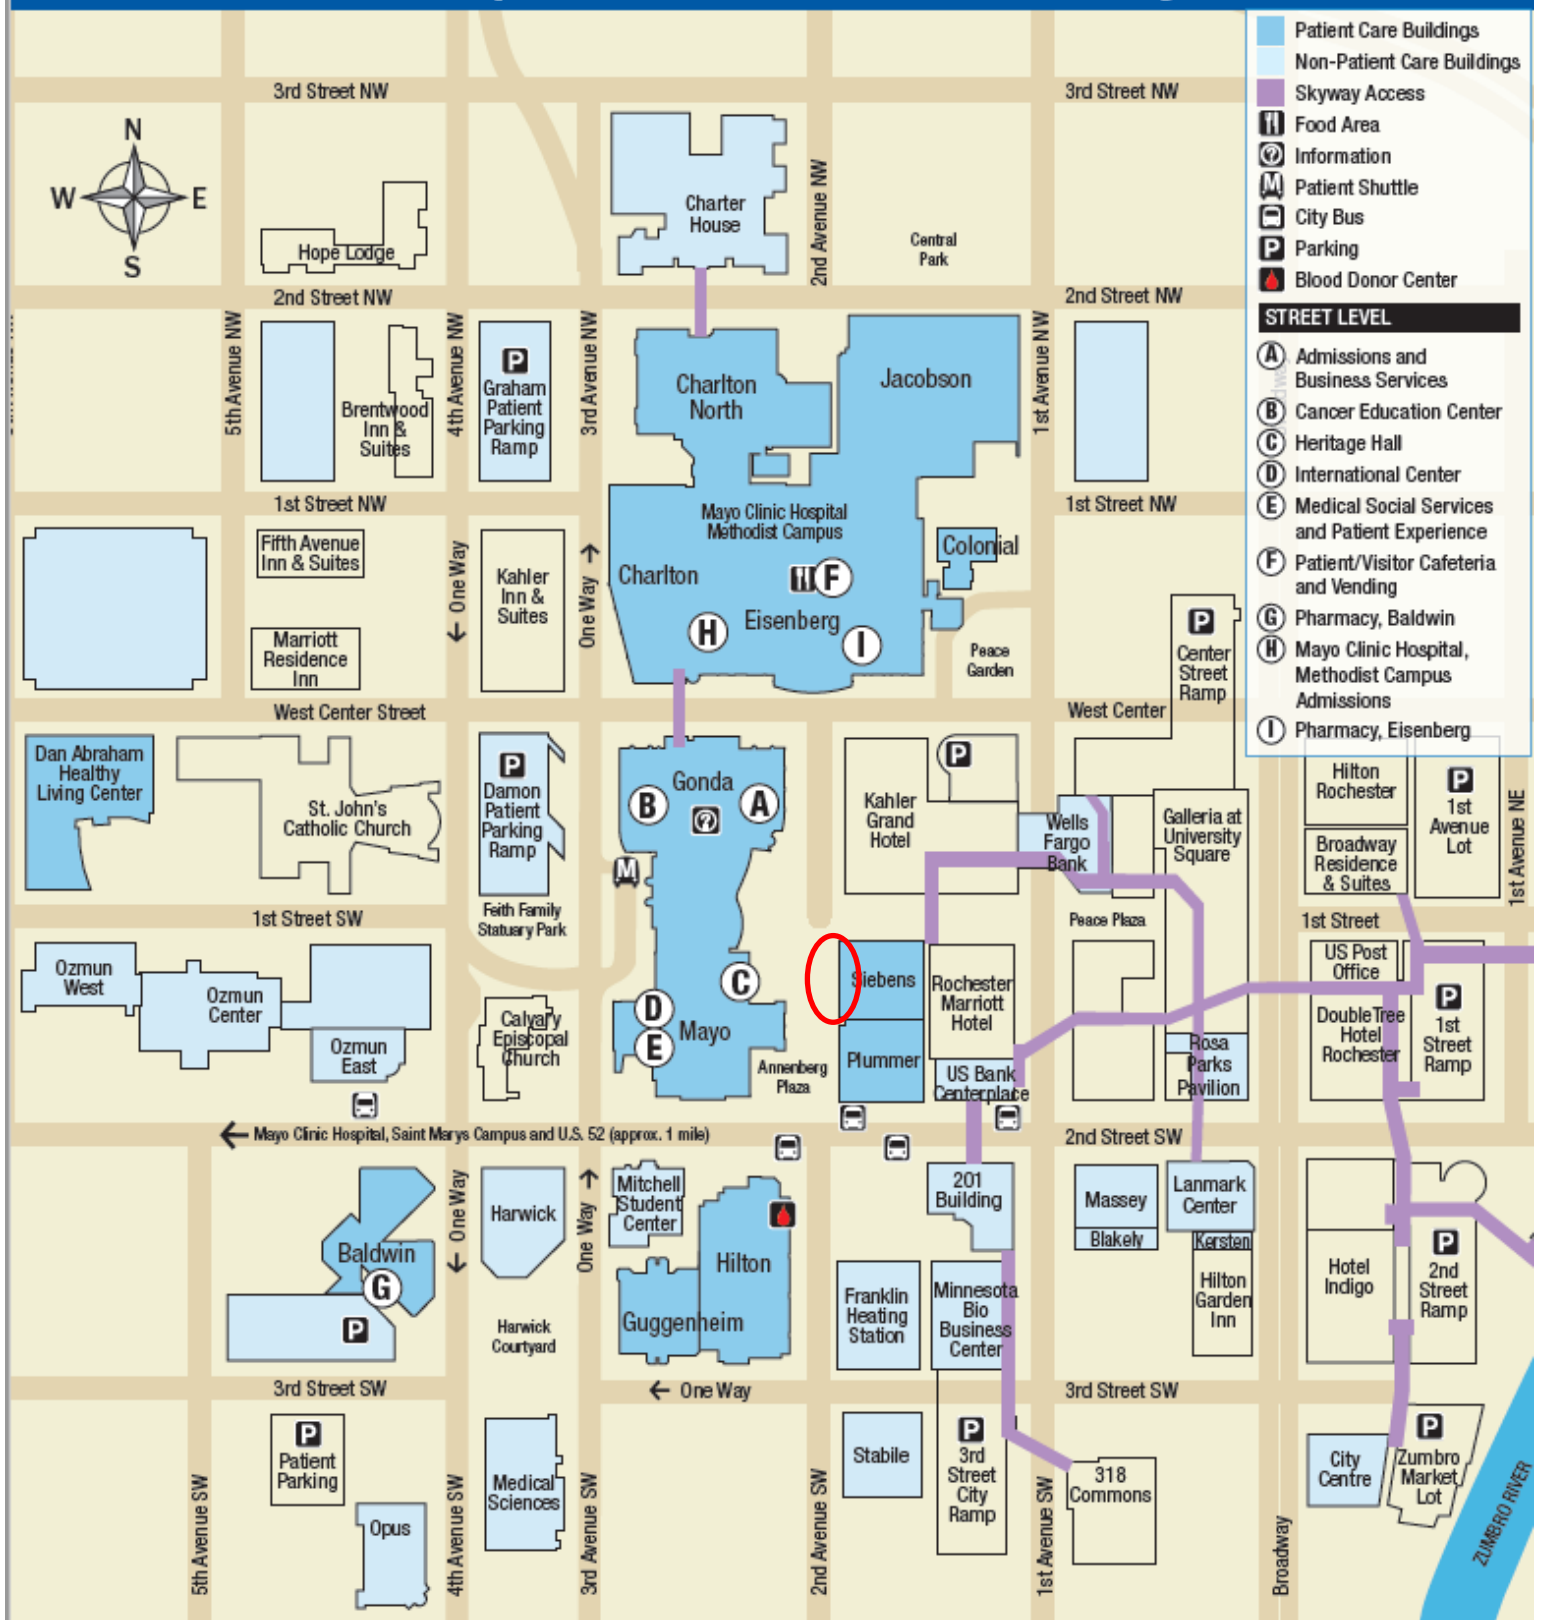 Patient Care Buildings
Non-Patient Care Buildings
Skyway Access
Food Area
Information
Patient Shuttle
City Bus
P Parking
Blood Donor Center
STREET LEVEL
A Admissions and
Business Services
B Cancer Education Center
C Heritage Hall
D International Center
E Medical Social Services
and Patient Experience
F Patient/Visitor Cafeteria
and Vending
G Pharmacy, Baldwin
H Mayo Clinic Hospital,
Methodist Campus
Admissions
I Pharmacy, Eisenberg
N
W
E
S
3rd Street NW
3rd Street NW
Charter
House
2nd Avenue NW
Central
Park
Hope Lodge
2nd Street NW
2nd Street NW
5th Avenue NW
Brentwood
Inn &
Suites
4th Avenue NW
P
Graham
Patient
Parking
Ramp
3rd Avenue NW
Charlton
North
Jacobson
1st Avenue NW
1st Street NW
1st Street NW
Mayo Clinic Hospital
Methodist Campus
Fifth Avenue
Inn & Suites
One Way
Kahler
Inn &
Suites
One Way
Charlton
F
Eisenberg
H
I
Colonial
Peace
Garden
Marriott
Residence
Inn
P
Center
Street
Ramp
West Center Street
West Center
Dan Abraham
Healthy
Living Center
St. John's
Catholic Church
P
Damon
Patient
Parking
Ramp
Gonda
B
A
Kahler
Grand
Hotel
P
Wells
Fargo
Bank
Galleria at
University
Square
Hilton
Rochester
Broadway
Residence
& Suites
P
1st
Avenue
Lot
1st Avenue NE
1st Street SW
Feith Family
Statuary Park
Peace Plaza
1st Street
Ozmun
West
Ozmun
Center
Ozmun
East
Calvary
Episcopal
Church
C
D
E
Mayo
Annenberg
Plaza
Siebens
Plummer
Rochester
Marriott
Hotel
US Bank
Centerplace
Rosa
Parks
Pavilion
US Post
Office
DoubleTree
Hotel
Rochester
P
1st
Street
Ramp
Mayo Clinic Hospital, Saint Marys Campus and U.S. 52 (approx. 1 mile)
2nd Street SW
Baldwin
G
P
One Way
Harwick
Harwick
Courtyard
One Way
Mitchell
Student
Center
Hilton
Guggenheim
201
Building
Franklin
Heating
Station
Minnesota
Bio
Business
Center
Massey
Blakely
Lanmark
Center
Kersten
Hilton
Garden
Inn
Hotel
Indigo
P
2nd
Street
Ramp
3rd Street SW
One Way
3rd Street SW
P
Patient
Parking
Opus
Medical
Sciences
Stabile
P
3rd
Street
City
Ramp
318
Commons
City
Centre
P
Zumbro
Market
Lot
5th Avenue SW
4th Avenue SW
3rd Avenue SW
2nd Avenue SW
1st Avenue SW
Broadway
ZUMBRO RIVER